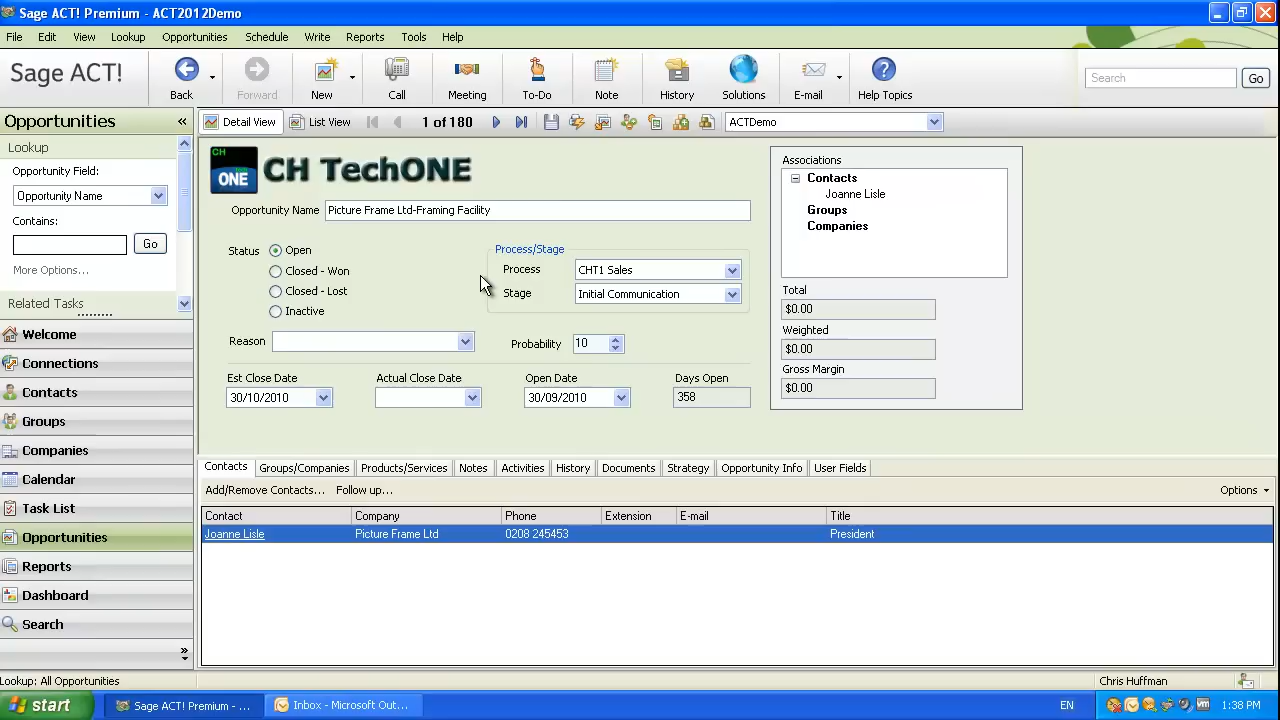 Sage ACT! Premium - ACT2012Demo
File Edit View Lookup Opportunities Schedule Write Reports Tools Help
Sage ACT!
Back Forward New Call Meeting To-Do Note History Solutions E-mail Help Topics
Search Go
Opportunities «
Detail View List View 1 of 180 ACTDemo
Lookup
Opportunity Field:
Opportunity Name
Contains:
Go
More Options...
Related Tasks
Welcome
Connections
Contacts
Groups
Companies
Calendar
Task List
Opportunities
Reports
Dashboard
Search
»
CH
ONE
CH TechONE
Opportunity Name Picture Frame Ltd-Framing Facility
Status Open
Closed - Won
Closed - Lost
Inactive
Process/Stage
Process CHT1 Sales
Stage Initial Communication
Reason
Probability 10
Est Close Date Actual Close Date Open Date Days Open
30/10/2010 30/09/2010 358
Associations
Contacts
Joanne Lisle
Groups
Companies
Total
$0.00
Weighted
$0.00
Gross Margin
$0.00
Contacts Groups/Companies Products/Services Notes Activities History Documents Strategy Opportunity Info User Fields
Add/Remove Contacts... Follow up... Options
Contact Company Phone Extension E-mail Title
Joanne Lisle Picture Frame Ltd 0208 245453 President
Lookup: All Opportunities Chris Huffman
start Sage ACT! Premium - ... Inbox - Microsoft Out... EN 1:38 PM